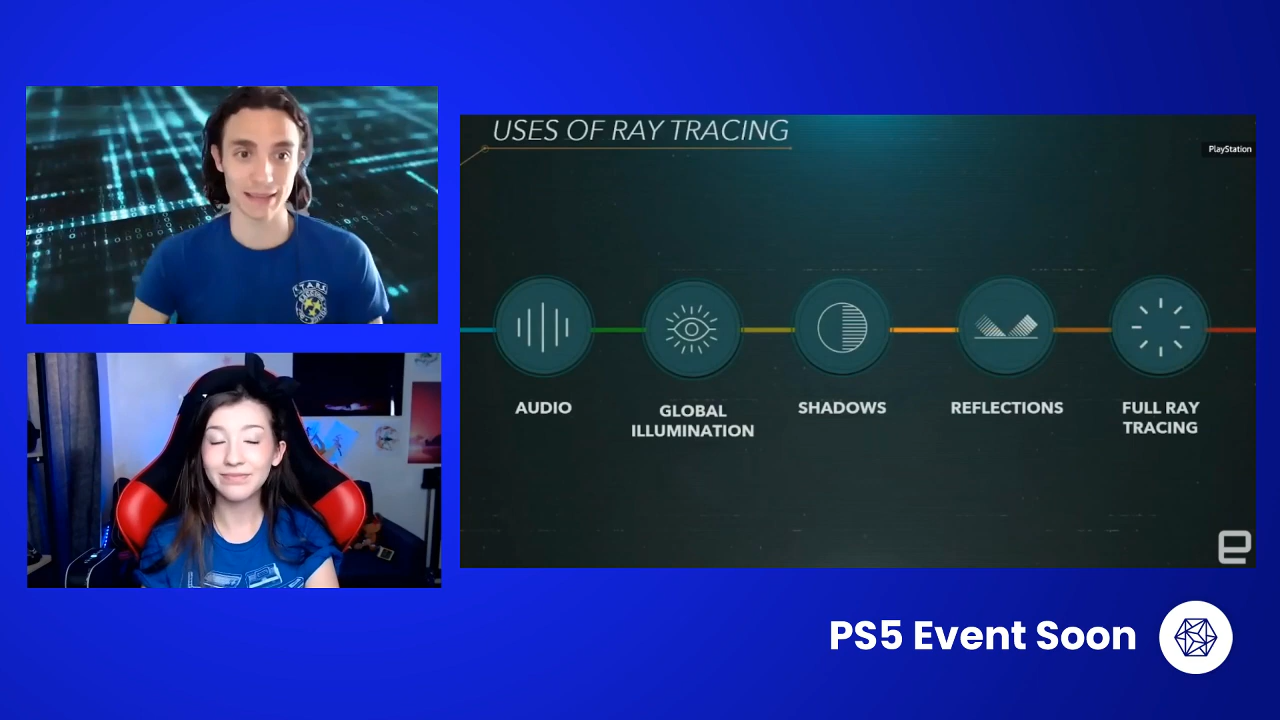 USES OF RAY TRACING
PlayStation
AUDIO
GLOBAL
ILLUMINATION
SHADOWS
REFLECTIONS
FULL RAY
TRACING
S.T.A.R.S.
PS5 Event Soon